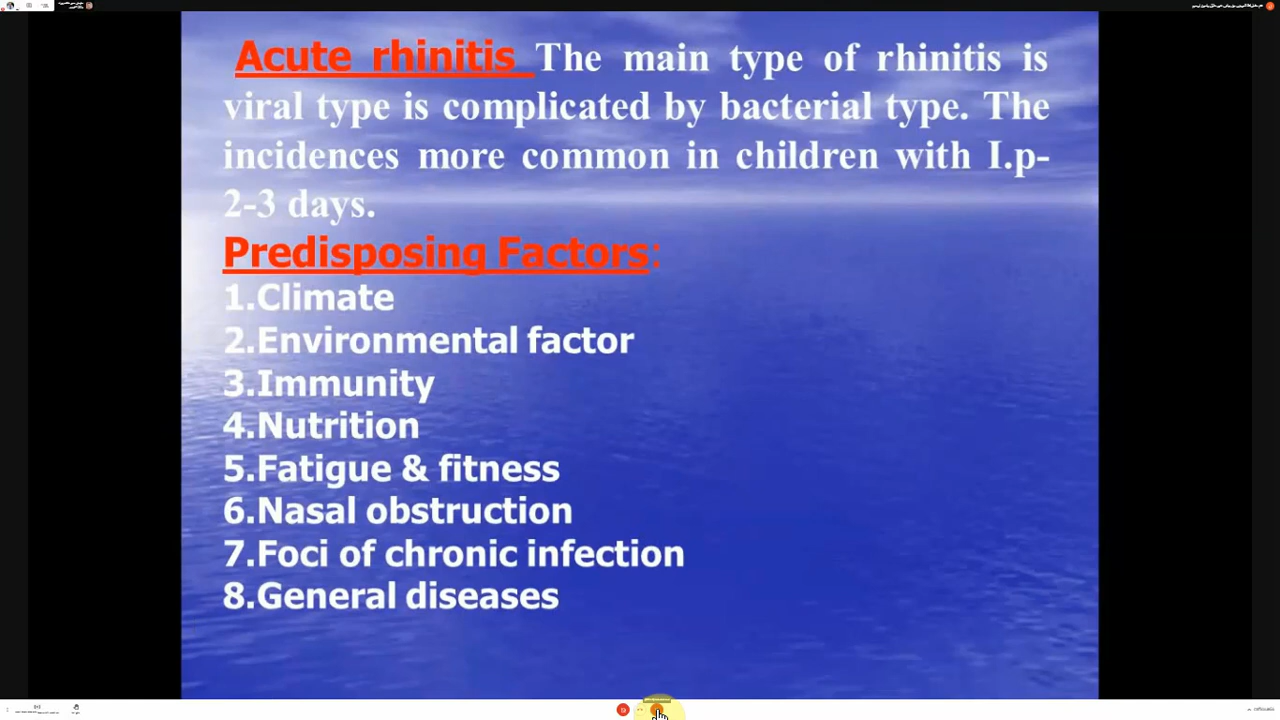 Acute rhinitis The main type of rhinitis is
viral type is complicated by bacterial type. The
incidences more common in children with I.p-
2-3 days.
Predisposing Factors:
1.Climate
2.Environmental factor
3.Immunity
4.Nutrition
5.Fatigue & fitness
6.Nasal obstruction
7.Foci of chronic infection
8.General diseases